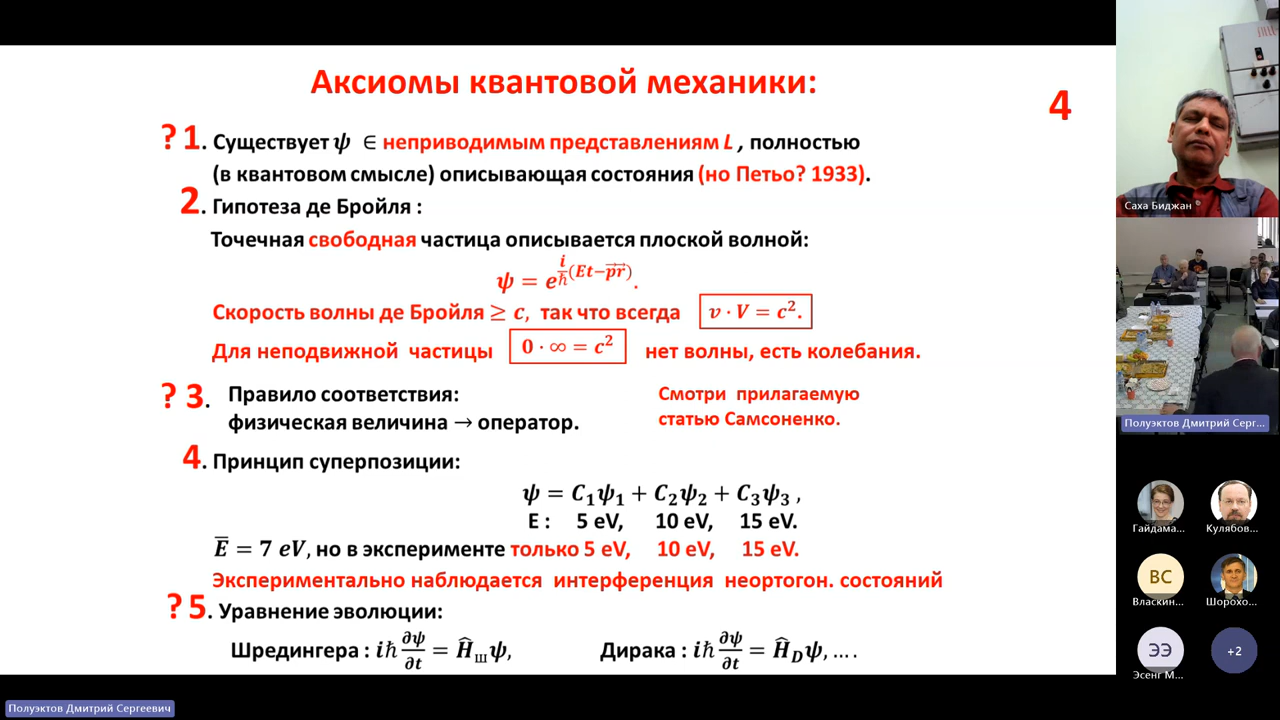 Аксиомы квантовой механики:
4
? 1. Существует ψ ∈ неприводимым представлениям L , полностью
(в квантовом смысле) описывающая состояния (но Петьо? 1933).
2. Гипотеза де Бройля :
Точечная свободная частица описывается плоской волной:
ψ = e^{i/ħ(Et−p⃗r⃗)}.
Скорость волны де Бройля ≥ c, так что всегда v · V = c².
Для неподвижной частицы 0 · ∞ = c² нет волны, есть колебания.
? 3. Правило соответствия:
физическая величина → оператор.
Смотри прилагаемую
статью Самсоненко.
4. Принцип суперпозиции:
ψ = C₁ψ₁ + C₂ψ₂ + C₃ψ₃ ,
E : 5 eV, 10 eV, 15 eV.
E̅ = 7 eV, но в эксперименте только 5 eV, 10 eV, 15 eV.
Экспериментально наблюдается интерференция неортогон. состояний
? 5. Уравнение эволюции:
Шредингера : iħ ∂ψ/∂t = Ĥ_Ш ψ, Дирака : iħ ∂ψ/∂t = Ĥ_D ψ, ... .
Саха Биджан
Полуэктов Дмитрий Серг...
Гайдама...
Кулябов...
ВС
Власкин...
Шорохо...
ЭЭ
Эсенг М...
+2
Полуэктов Дмитрий Сергеевич